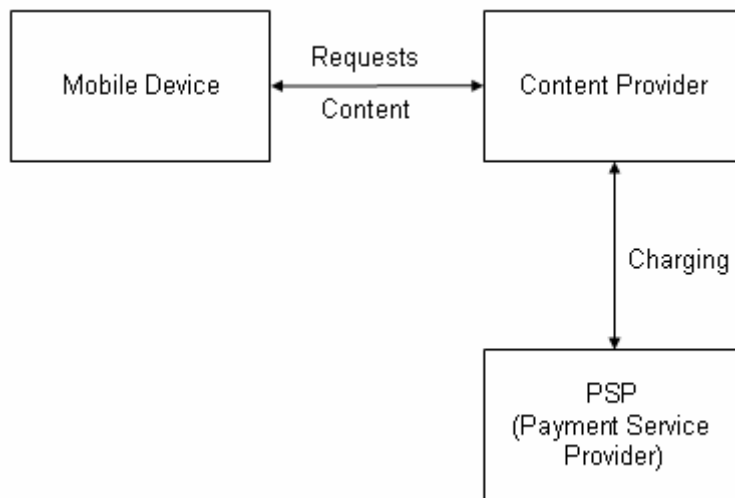 Mobile Device
Requests
Content
Content Provider
Charging
PSP
(Payment Service
Provider)